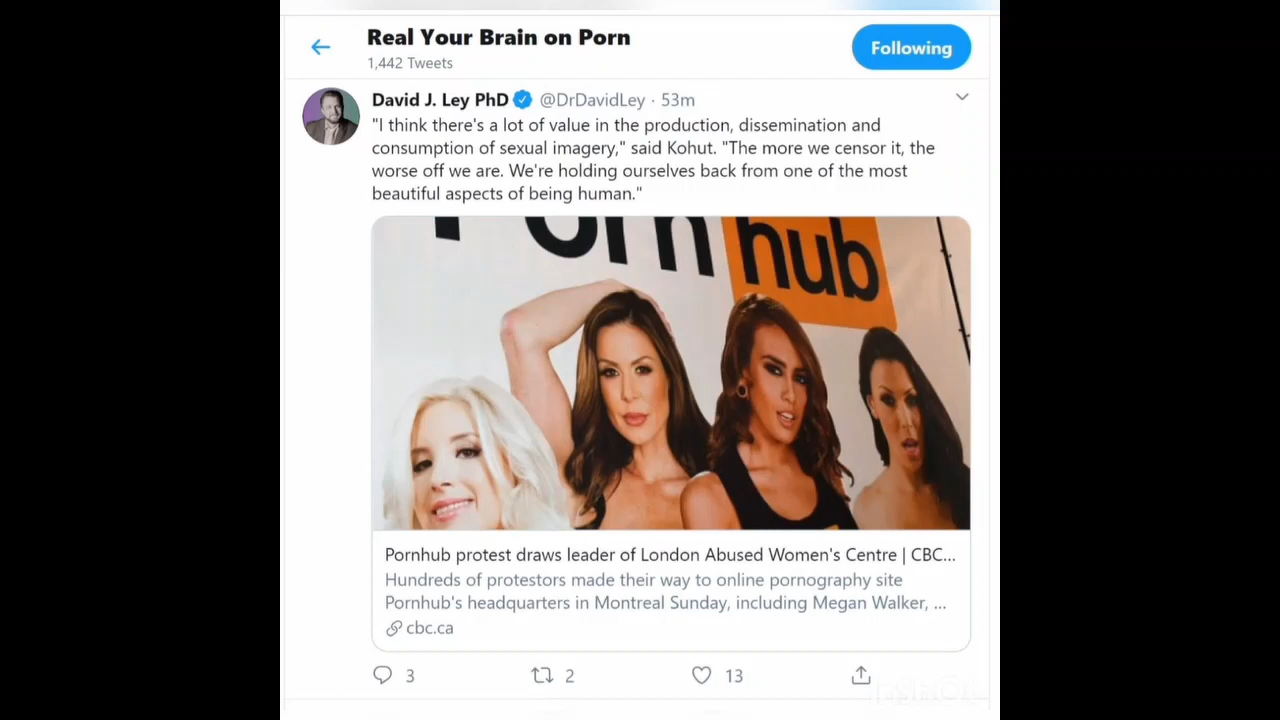 Real Your Brain on Porn
Following
1,442 Tweets
David J. Ley PhD @DrDavidLey · 53m
"I think there's a lot of value in the production, dissemination and
consumption of sexual imagery," said Kohut. "The more we censor it, the
worse off we are. We're holding ourselves back from one of the most
beautiful aspects of being human."
Porn hub
Pornhub protest draws leader of London Abused Women's Centre | CBC...
Hundreds of protestors made their way to online pornography site
Pornhub's headquarters in Montreal Sunday, including Megan Walker, ...
cbc.ca
3 2 13